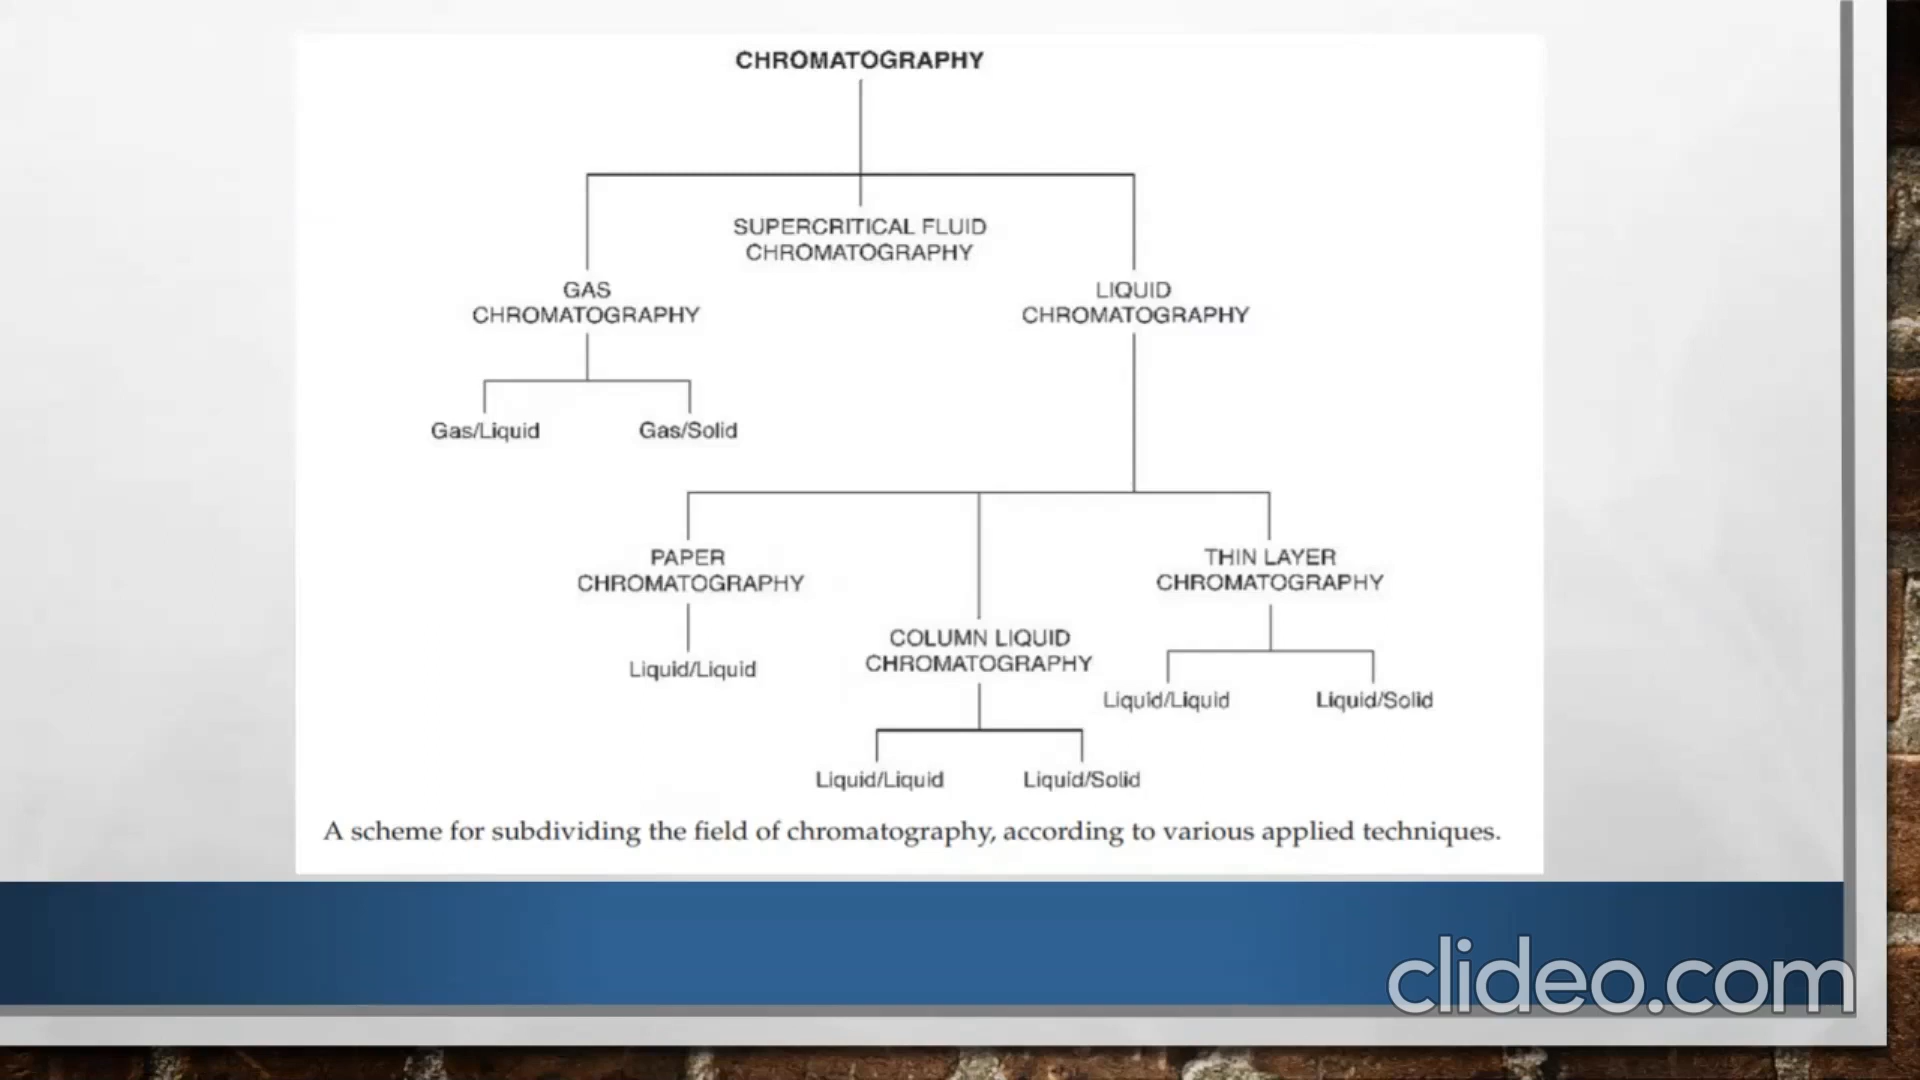 CHROMATOGRAPHY
SUPERCRITICAL FLUID
CHROMATOGRAPHY
GAS
CHROMATOGRAPHY
LIQUID
CHROMATOGRAPHY
Gas/Liquid
Gas/Solid
PAPER
CHROMATOGRAPHY
THIN LAYER
CHROMATOGRAPHY
COLUMN LIQUID
CHROMATOGRAPHY
Liquid/Liquid
Liquid/Liquid
Liquid/Solid
Liquid/Liquid
Liquid/Solid
A scheme for subdividing the field of chromatography, according to various applied techniques.
clideo.com